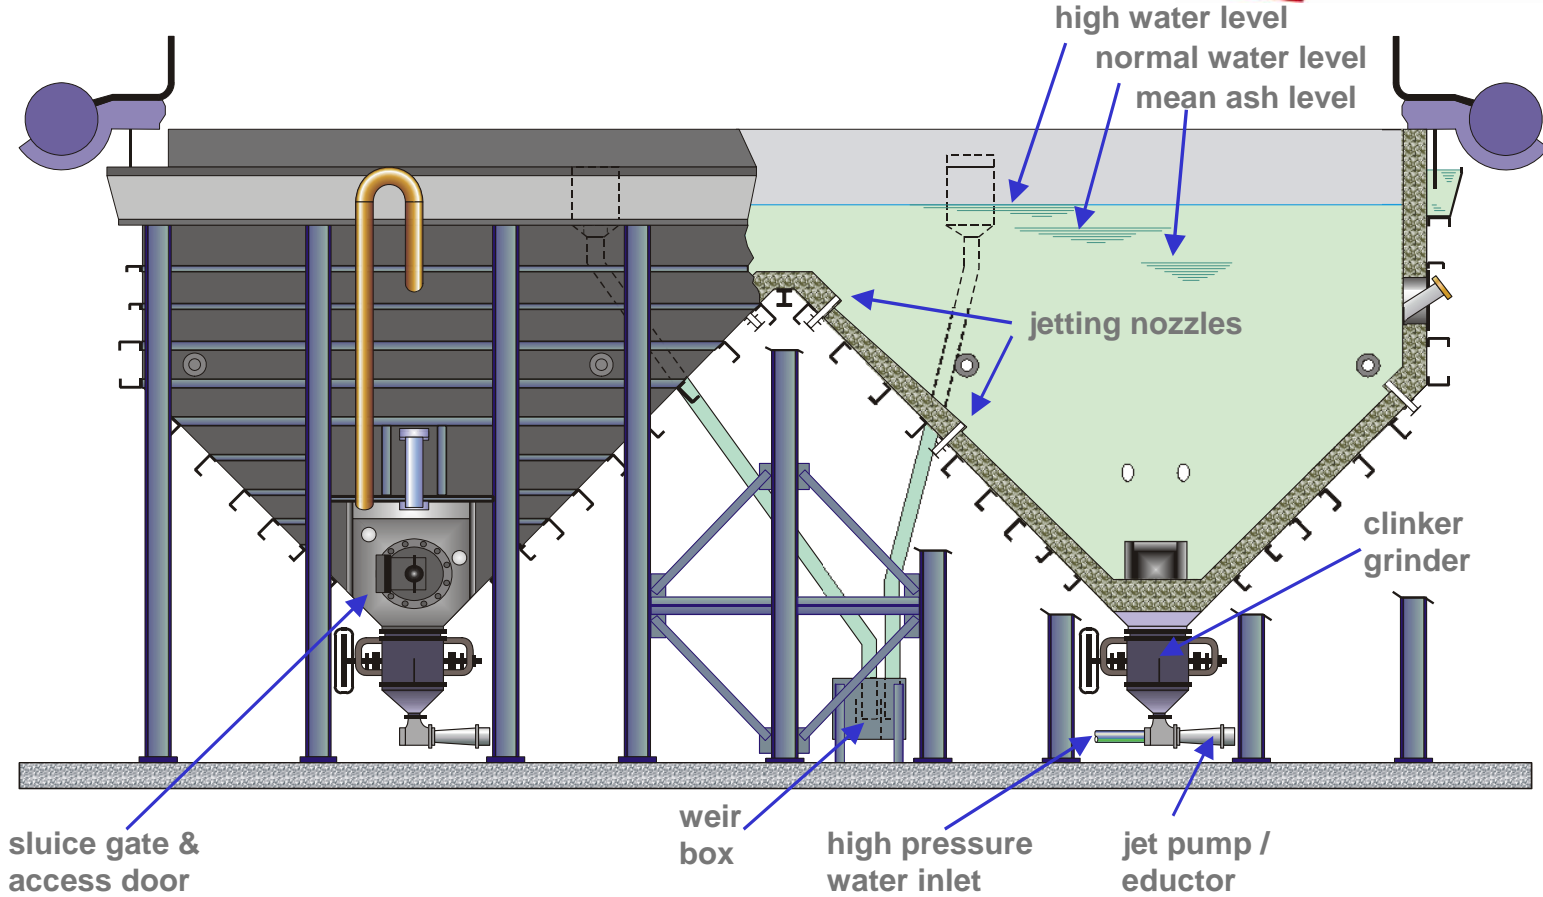 high water level
normal water level
mean ash level
jetting nozzles
clinker
grinder
sluice gate &
access door
weir
box
high pressure
water inlet
jet pump /
eductor